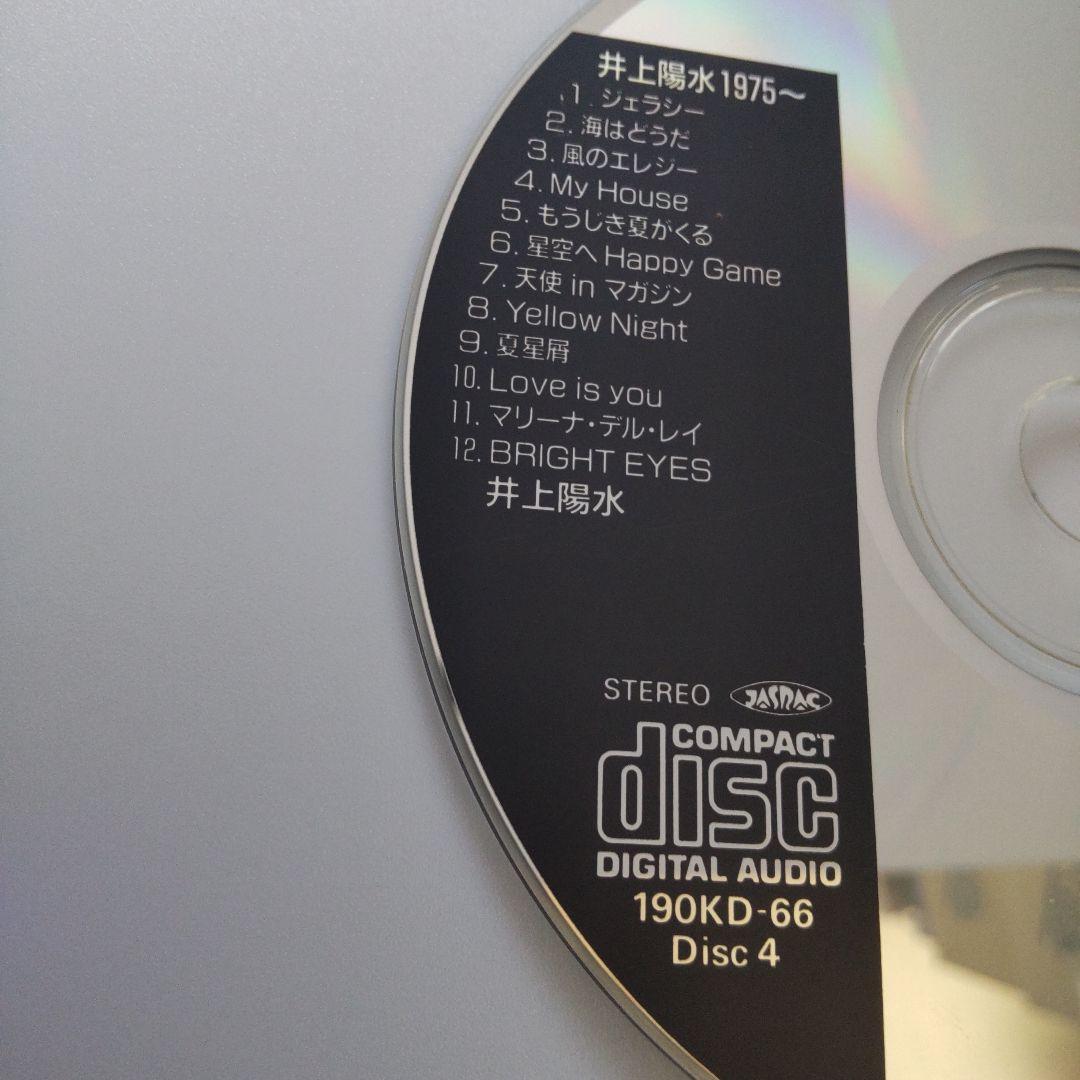 井上陽水1975～
1. ジェラシー
2. 海はどうだ
3. 風のエレジー
4. My House
5. もうじき夏がくる
6. 星空へ Happy Game
7. 天使 in マガジン
8. Yellow Night
9. 夏星屑
10. Love is you
11. マリーナ・デル・レイ
12. BRIGHT EYES
井上陽水
STEREO JASRAC
COMPACT
disc
DIGITAL AUDIO
190KD-66
Disc 4